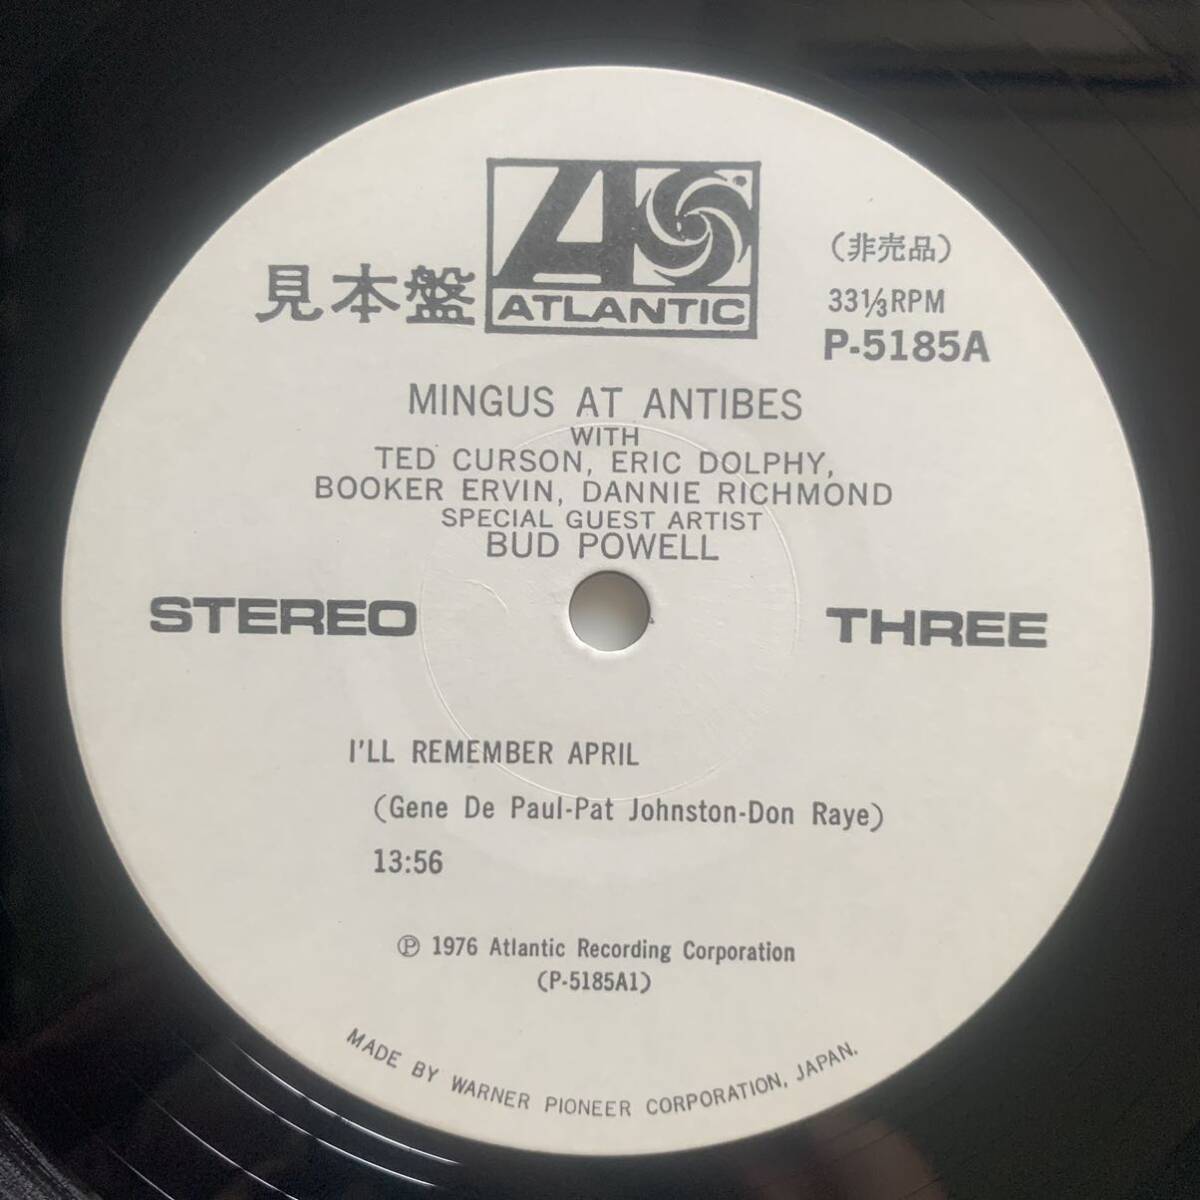 ATLANTIC
見本盤
(非売品)
33⅓RPM
P-5185A
MINGUS AT ANTIBES
WITH
TED CURSON, ERIC DOLPHY,
BOOKER ERVIN, DANNIE RICHMOND
SPECIAL GUEST ARTIST
BUD POWELL
STEREO
THREE
I'LL REMEMBER APRIL
(Gene De Paul-Pat Johnston-Don Raye)
13:56
Ⓟ 1976 Atlantic Recording Corporation
(P-5185A1)
MADE BY WARNER PIONEER CORPORATION, JAPAN.